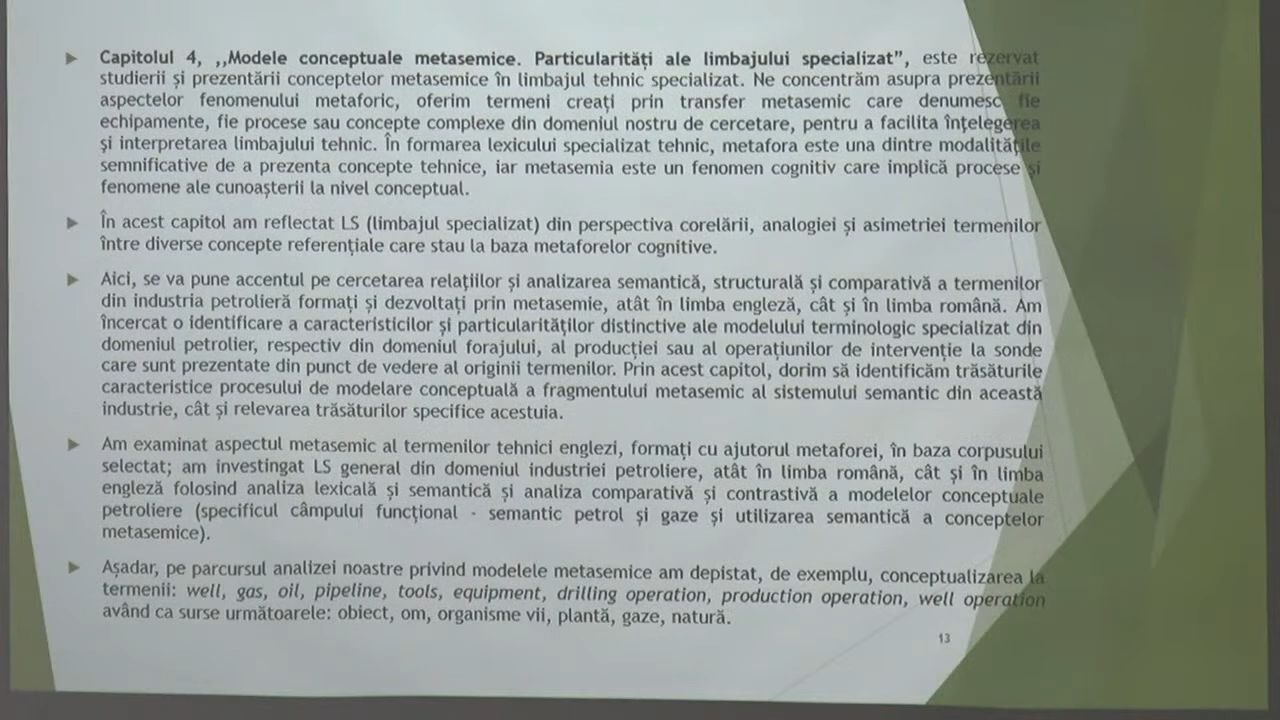 Capitolul 4, ,,Modele conceptuale metasemice. Particularități ale limbajului specializat”, este rezervat
studierii și prezentării conceptelor metasemice în limbajul tehnic specializat. Ne concentrăm asupra prezentării
aspectelor fenomenului metaforic, oferim termeni creați prin transfer metasemic care denumesc fie
echipamente, fie procese sau concepte complexe din domeniul nostru de cercetare, pentru a facilita înțelegerea
și interpretarea limbajului tehnic. În formarea lexicului specializat tehnic, metafora este una dintre modalitățile
semnificative de a prezenta concepte tehnice, iar metasemia este un fenomen cognitiv care implică procese și
fenomene ale cunoașterii la nivel conceptual.
În acest capitol am reflectat LS (limbajul specializat) din perspectiva corelării, analogiei și asimetriei termenilor
între diverse concepte referențiale care stau la baza metaforelor cognitive.
Aici, se va pune accentul pe cercetarea relațiilor și analizarea semantică, structurală și comparativă a termenilor
din industria petrolieră formați și dezvoltați prin metasemie, atât în limba engleză, cât și în limba română. Am
încercat o identificare a caracteristicilor și particularităților distinctive ale modelului terminologic specializat din
domeniul petrolier, respectiv din domeniul forajului, al producției sau al operațiunilor de intervenție la sonde
care sunt prezentate din punct de vedere al originii termenilor. Prin acest capitol, dorim să identificăm trăsăturile
caracteristice procesului de modelare conceptuală a fragmentului metasemic al sistemului semantic din această
industrie, cât și relevarea trăsăturilor specifice acestuia.
Am examinat aspectul metasemic al termenilor tehnici englezi, formați cu ajutorul metaforei, în baza corpusului
selectat; am investingat LS general din domeniul industriei petroliere, atât în limba română, cât și în limba
engleză folosind analiza lexicală și semantică și analiza comparativă și contrastivă a modelelor conceptuale
petroliere (specificul câmpului funcțional - semantic petrol și gaze și utilizarea semantică a conceptelor
metasemice).
Așadar, pe parcursul analizei noastre privind modelele metasemice am depistat, de exemplu, conceptualizarea la
termenii: well, gas, oil, pipeline, tools, equipment, drilling operation, production operation, well operation
având ca surse următoarele: obiect, om, organisme vii, plantă, gaze, natură.
13